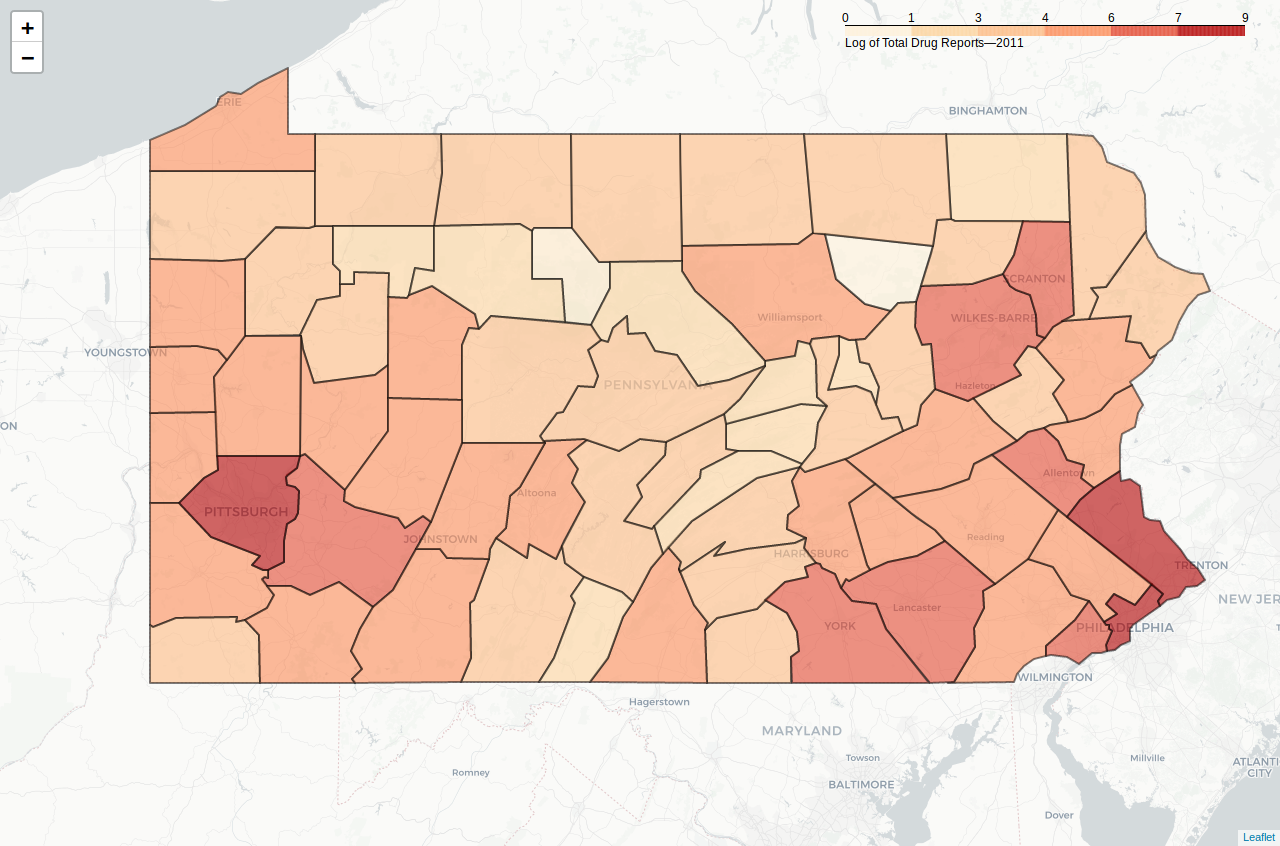 +
−
0 1 3 4 6 7 9
Log of Total Drug Reports—2011
ERIE
BINGHAMTON
SCRANTON
Williamsport
WILKES-BARRE
YOUNGSTOWN
PENNSYLVANIA
Hazleton
ON
Allentown
Altoona
PITTSBURGH
JOHNSTOWN
Reading
HARRISBURG
TRENTON
NEW JER
Lancaster
YORK
PHILADELPHIA
WILMINGTON
Hagerstown
MARYLAND
Towson
Millville
ATLANTI
CITY
Romney
BALTIMORE
Dover
Leaflet